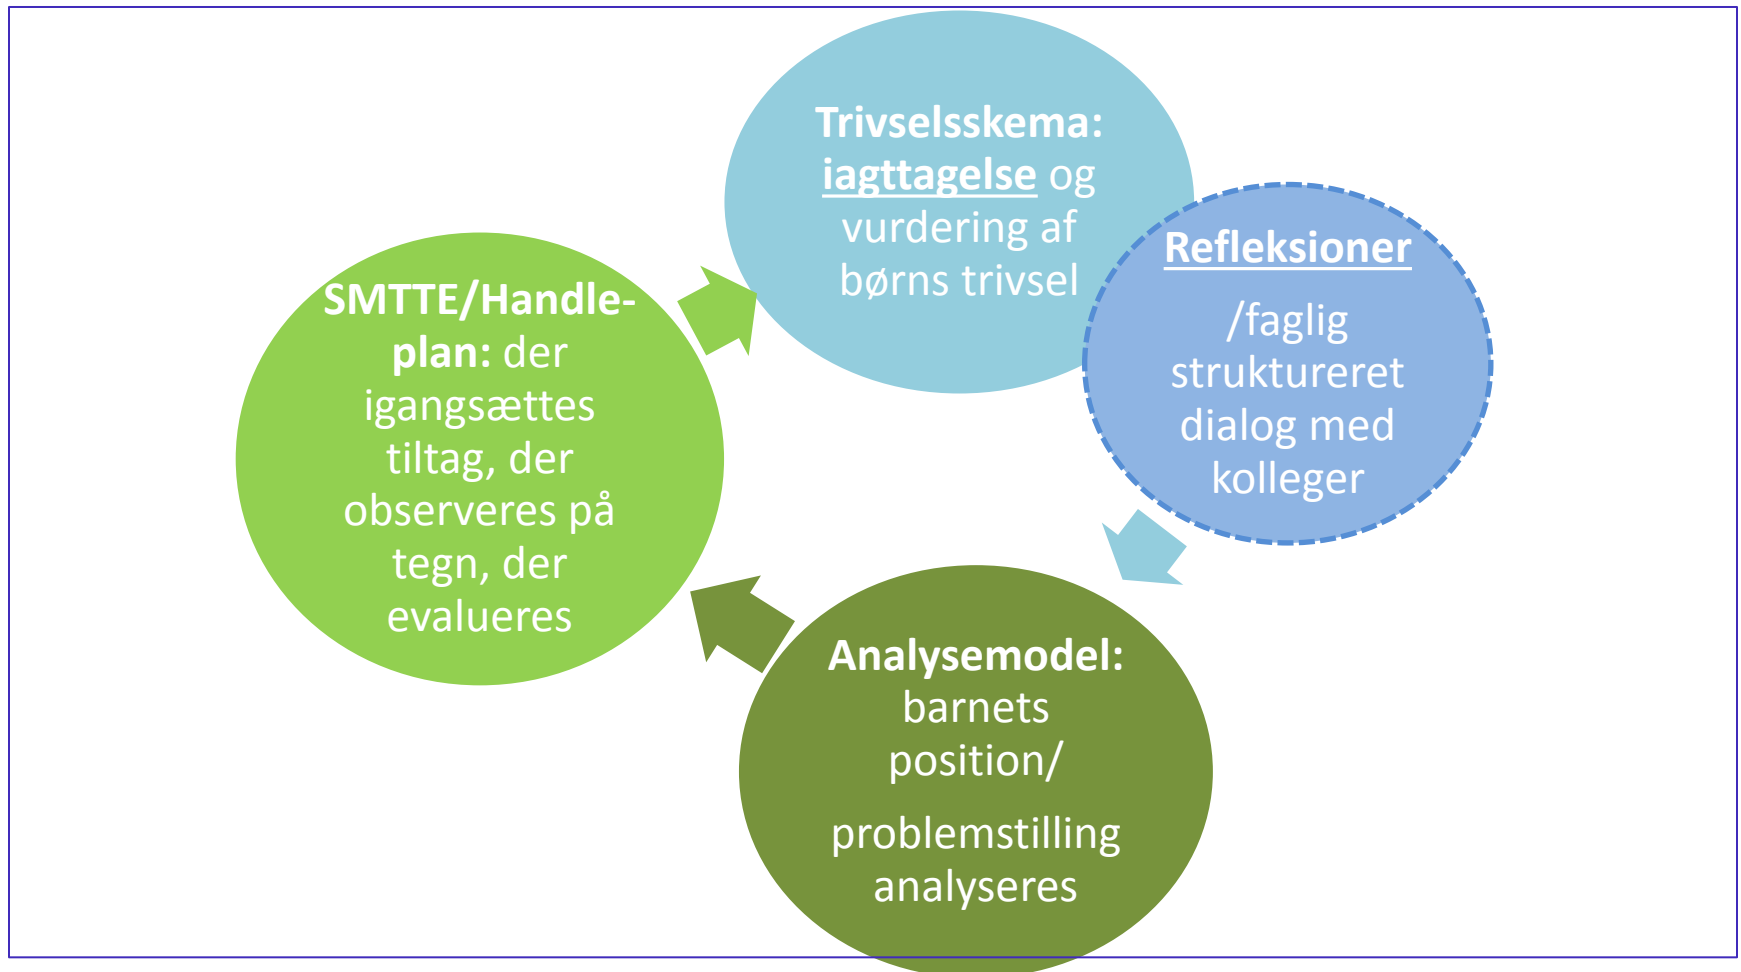 Trivselsskema:
iagttagelse og
vurdering af
børns trivsel
Refleksioner
/faglig
struktureret
dialog med
kolleger
Analysemodel:
barnets
position/
problemstilling
analyseres
SMTTE/Handle-
plan: der
igangsættes
tiltag, der
observeres på
tegn, der
evalueres